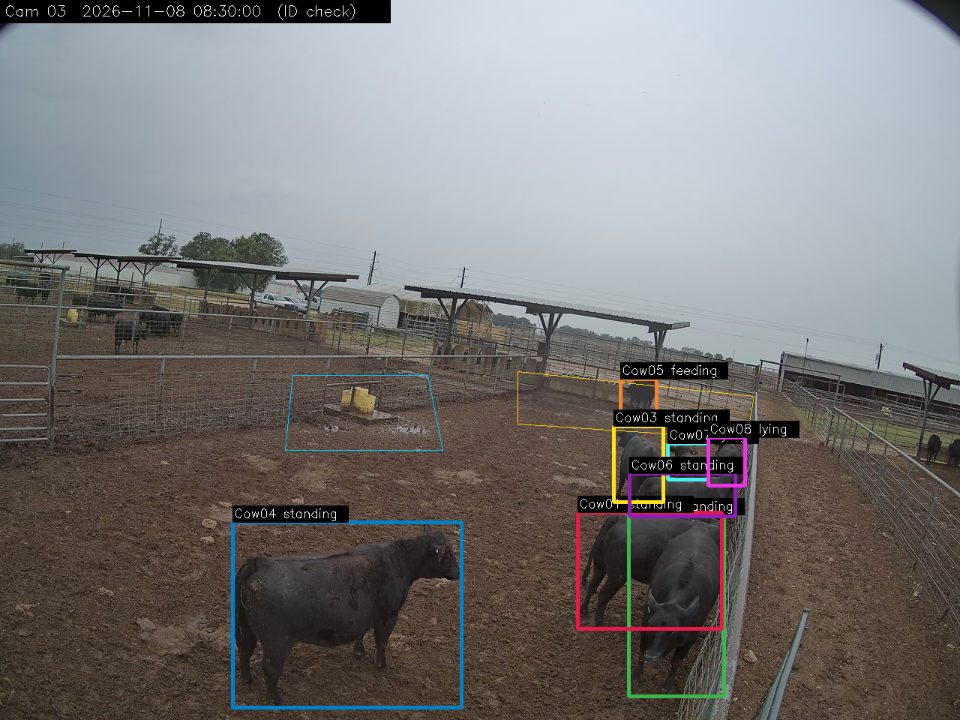 Cam 03  2026-11-08 08:30:00  (ID check)
Cow05 feeding
Cow03 standing
Cow08 lying
Cow06 standing
Cow04 standing